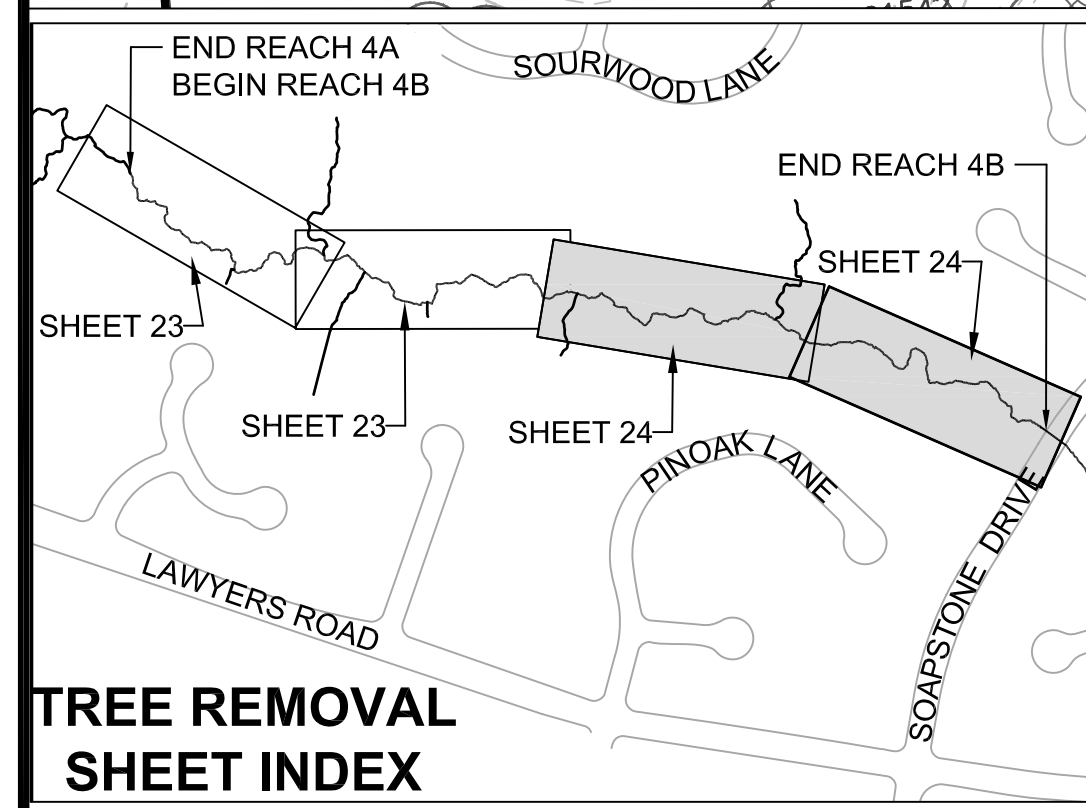 END REACH 4A
BEGIN REACH 4B
SOURWOOD LANE
END REACH 4B
SHEET 24
SHEET 23
SHEET 23
SHEET 24
PINOAK LANE
SOAPSTONE DRIVE
LAWYERS ROAD
TREE REMOVAL
SHEET INDEX